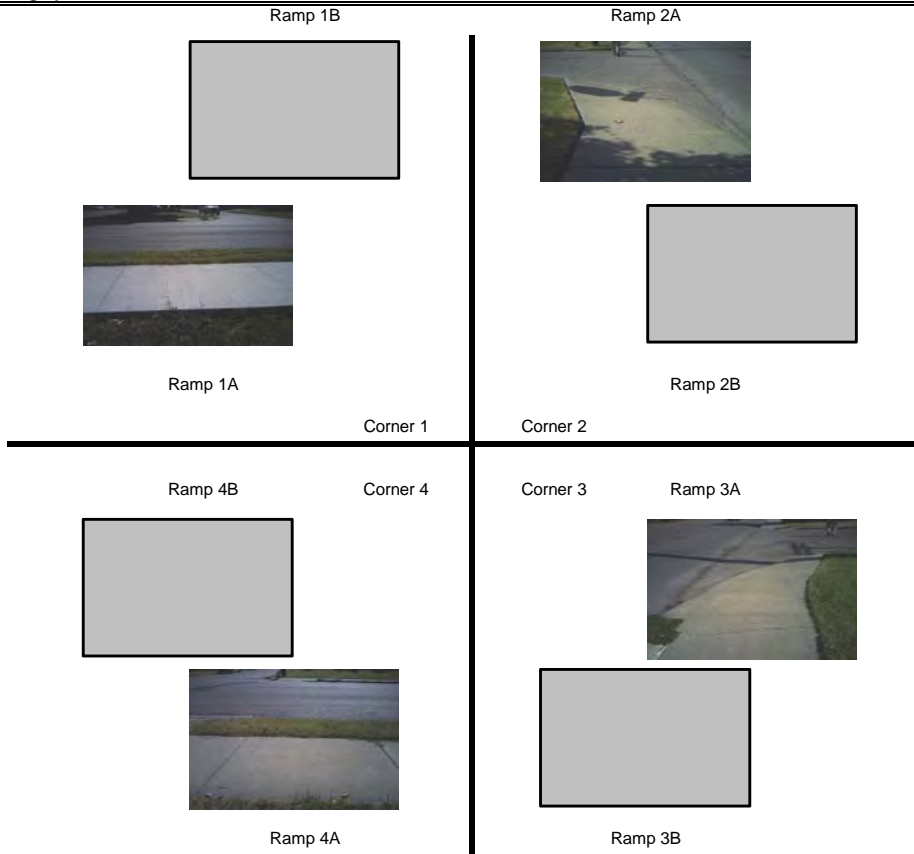 Ramp 1B Ramp 2A
Ramp 1A Ramp 2B
Corner 1 Corner 2
Ramp 4B Corner 4 Corner 3 Ramp 3A
Ramp 4A Ramp 3B